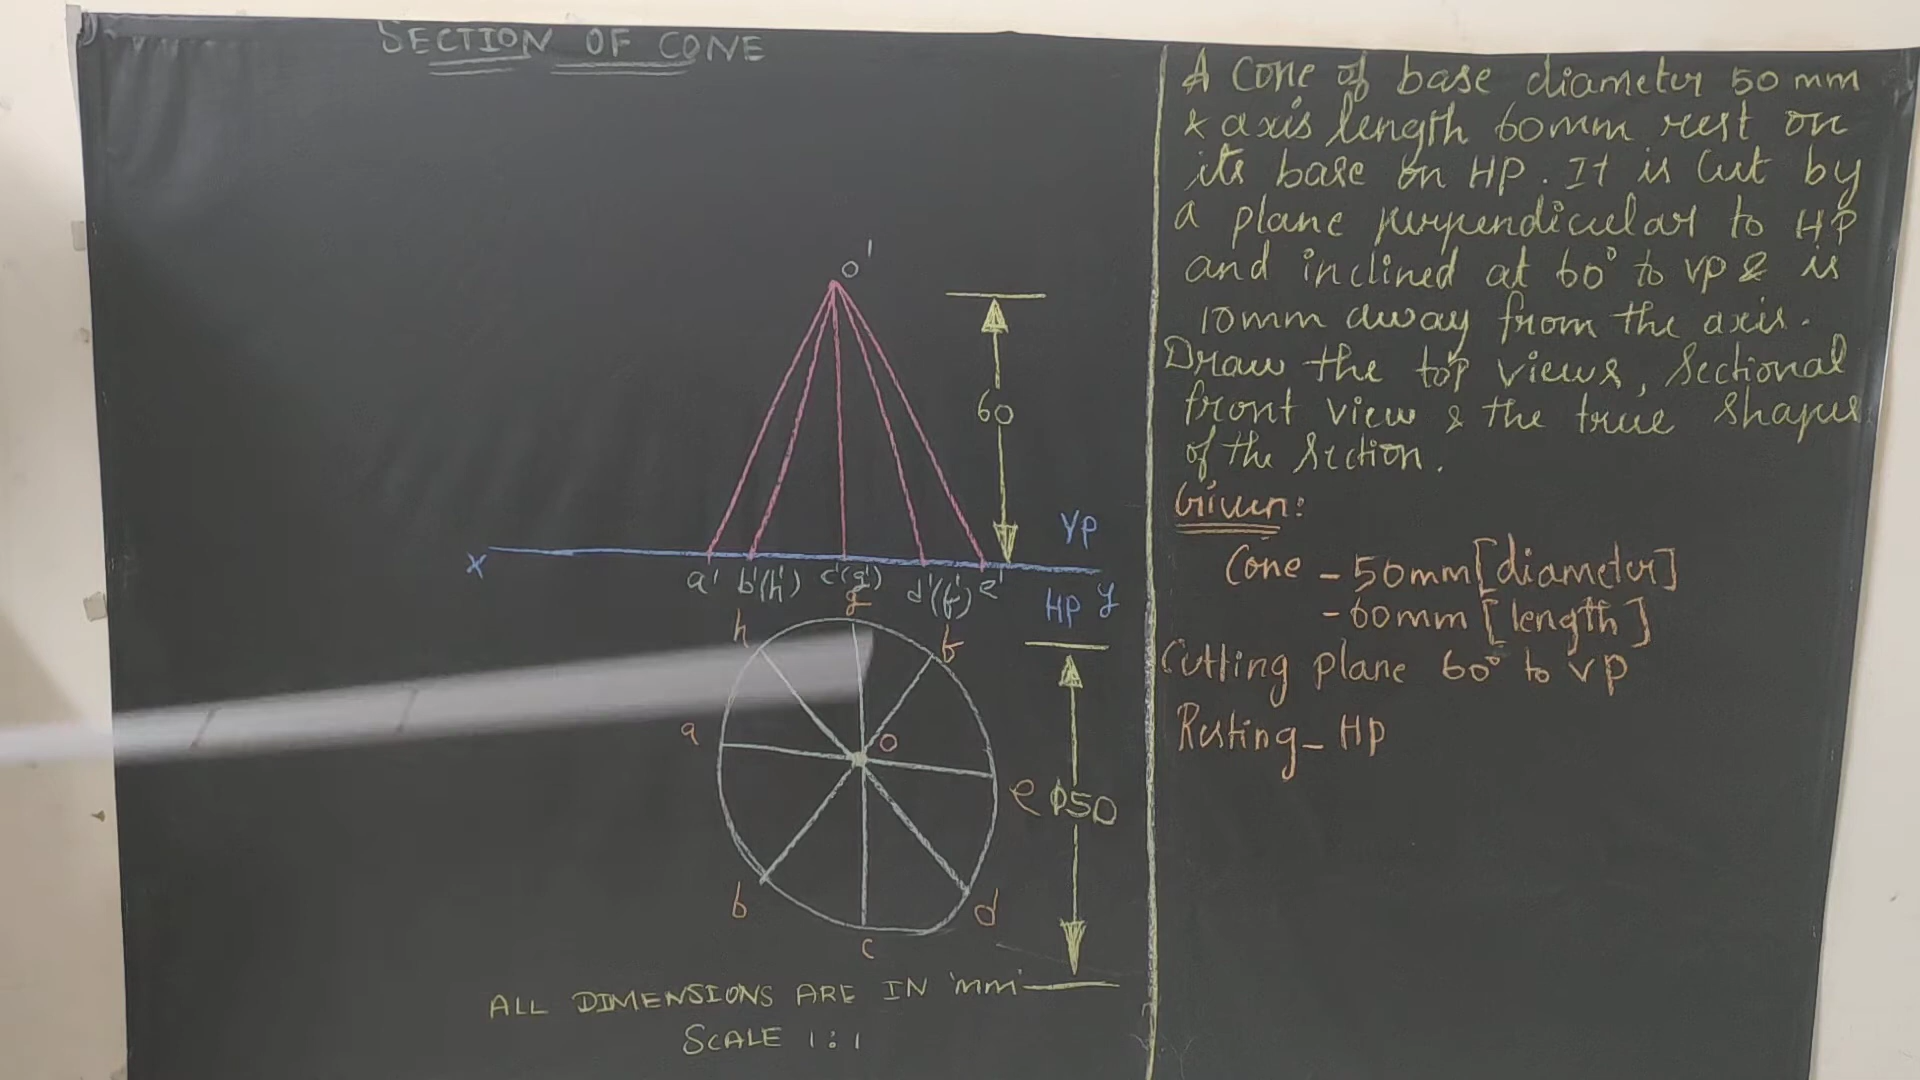 SECTION OF CONE
A Cone of base diameter 50 mm
& axis length 60mm rest on
its base on HP. It is Cut by
a plane perpendicular to HP
and inclined at 60° to VP & is
10mm away from the axis.
Draw the top views, Sectional
front view & the true shapes
of the Section.
Given:
Cone - 50mm [diameter]
- 60mm [length]
Cutting plane 60° to VP
Resting - HP
o'
60
VP
X
a' b'(h') c'(g') d'(f') e'
HP y
g
h
f
a
o
e
φ50
b
d
c
ALL DIMENSIONS ARE IN 'mm'
SCALE 1:1